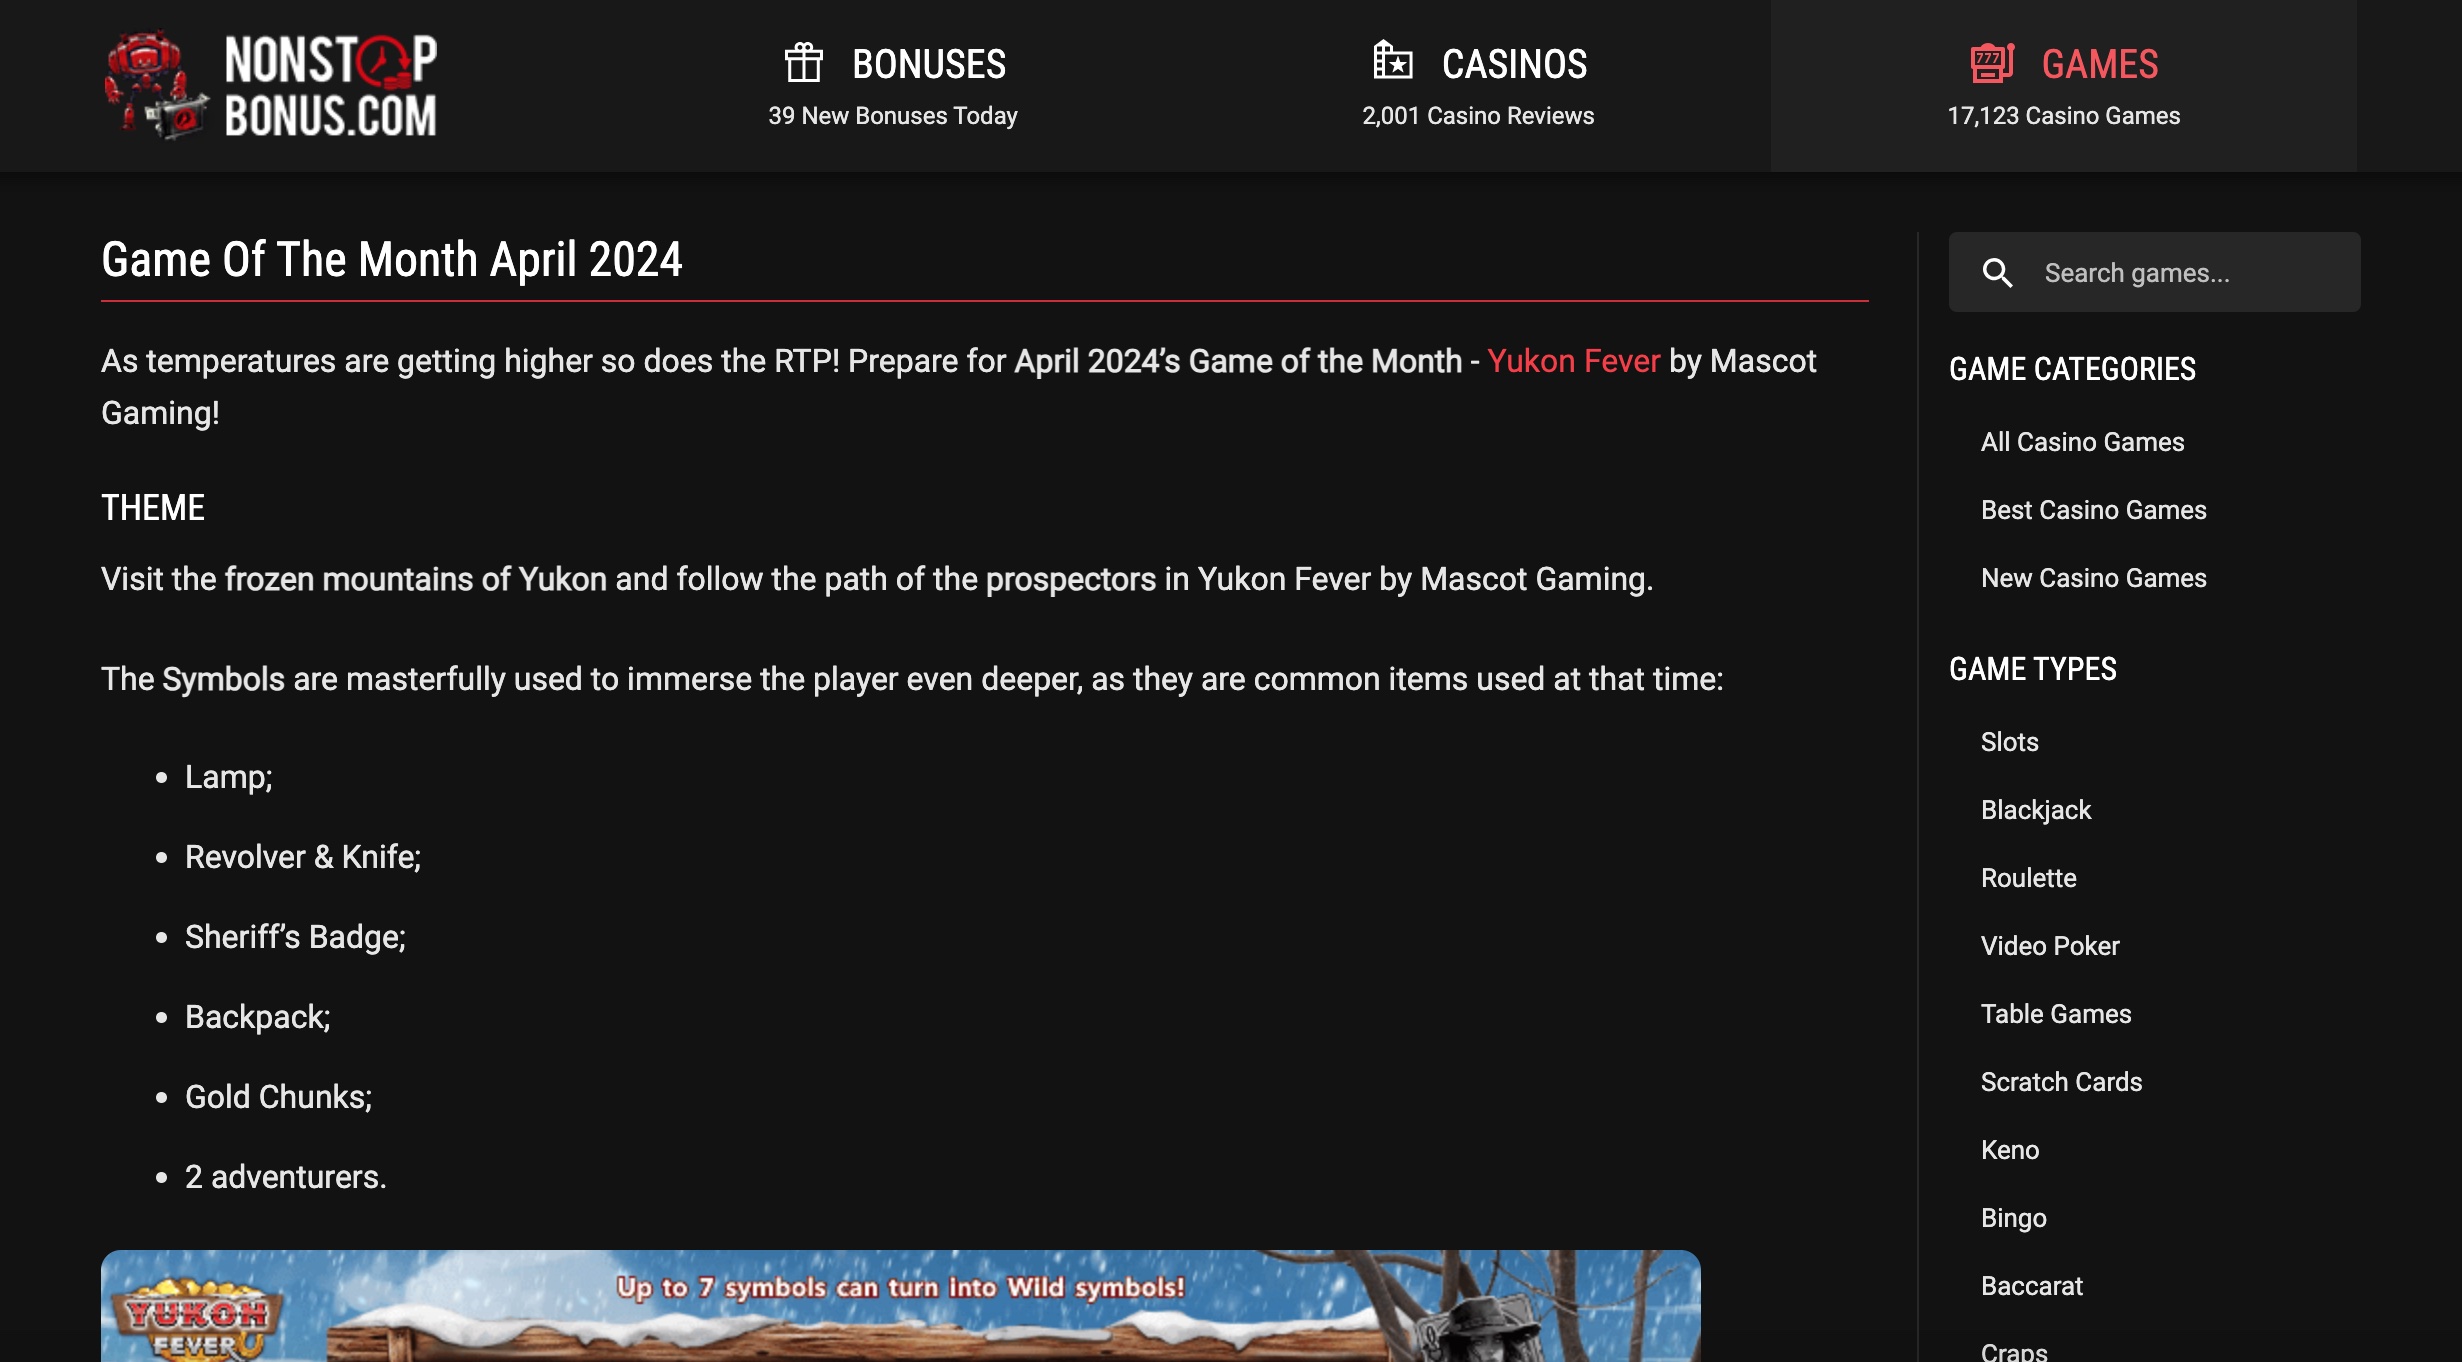 NONSTOP
BONUS.COM
BONUSES
39 New Bonuses Today
CASINOS
2,001 Casino Reviews
777
GAMES
17,123 Casino Games
Game Of The Month April 2024
As temperatures are getting higher so does the RTP! Prepare for April 2024’s Game of the Month - Yukon Fever by Mascot
Gaming!
THEME
Visit the frozen mountains of Yukon and follow the path of the prospectors in Yukon Fever by Mascot Gaming.
The Symbols are masterfully used to immerse the player even deeper, as they are common items used at that time:
• Lamp;
• Revolver & Knife;
• Sheriff’s Badge;
• Backpack;
• Gold Chunks;
• 2 adventurers.
Up to 7 symbols can turn into Wild symbols!
YUKON
FEVER
Search games...
GAME CATEGORIES
All Casino Games
Best Casino Games
New Casino Games
GAME TYPES
Slots
Blackjack
Roulette
Video Poker
Table Games
Scratch Cards
Keno
Bingo
Baccarat
Craps